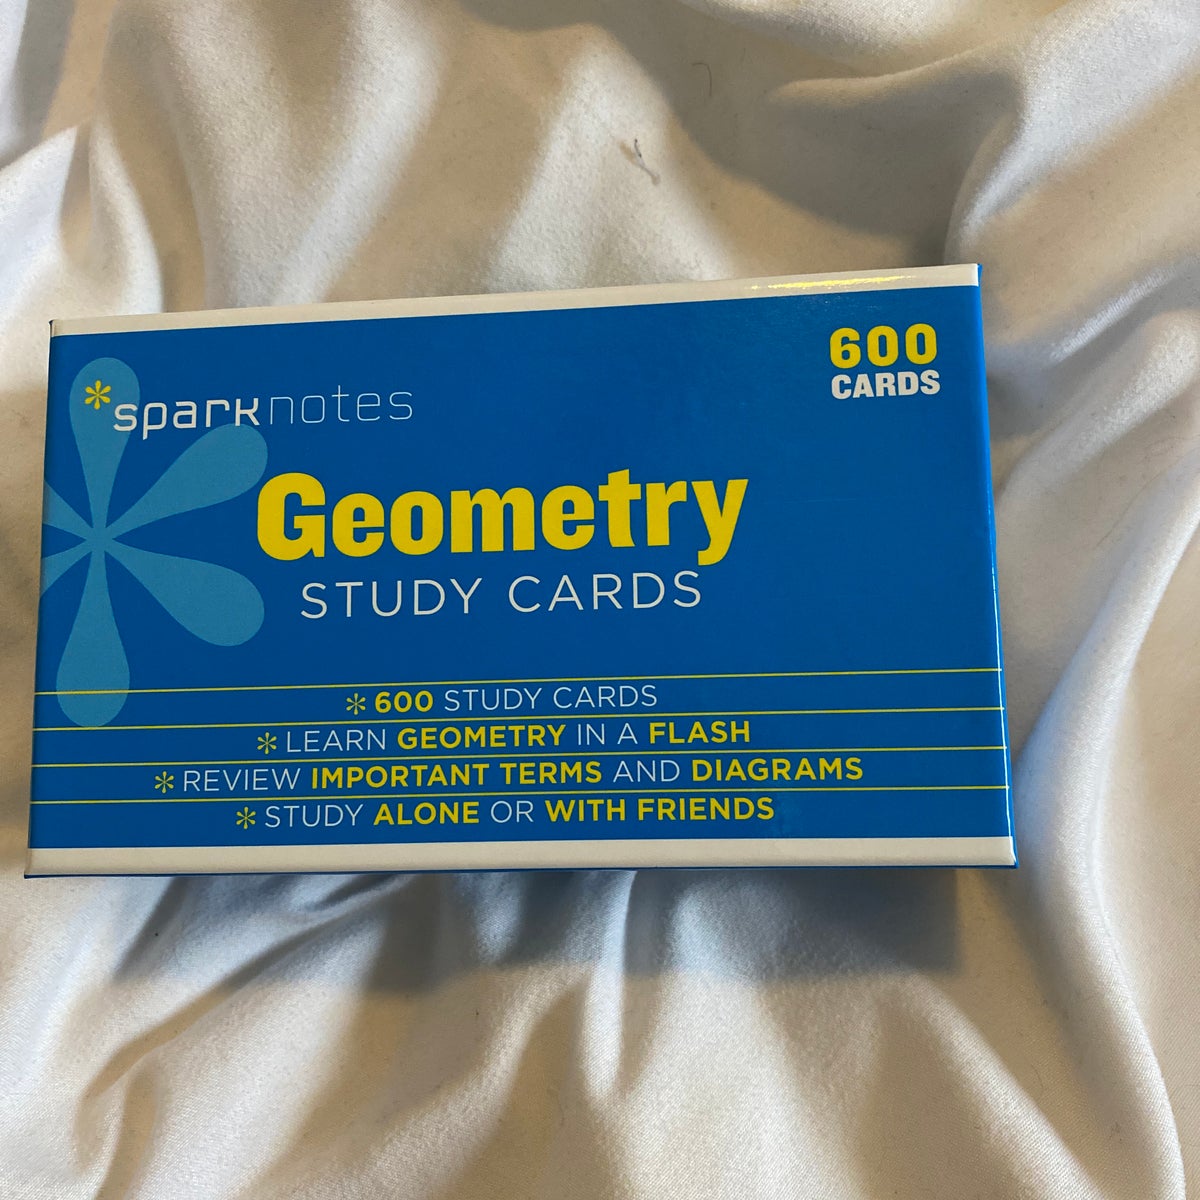 *sparknotes
600
CARDS
Geometry
STUDY CARDS
* 600 STUDY CARDS
* LEARN GEOMETRY IN A FLASH
* REVIEW IMPORTANT TERMS AND DIAGRAMS
* STUDY ALONE OR WITH FRIENDS